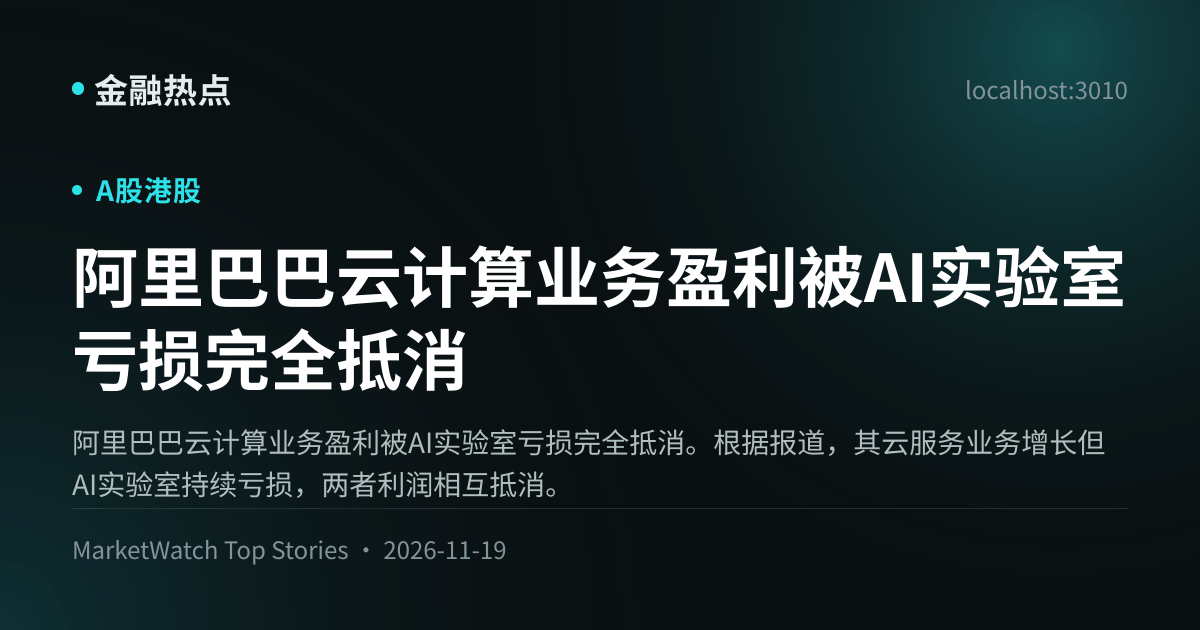 金融热点
localhost:3010
A股港股
阿里巴巴云计算业务盈利被AI实验室
亏损完全抵消
阿里巴巴云计算业务盈利被AI实验室亏损完全抵消。根据报道，其云服务业务增长但
AI实验室持续亏损，两者利润相互抵消。
MarketWatch Top Stories • 2026-11-19